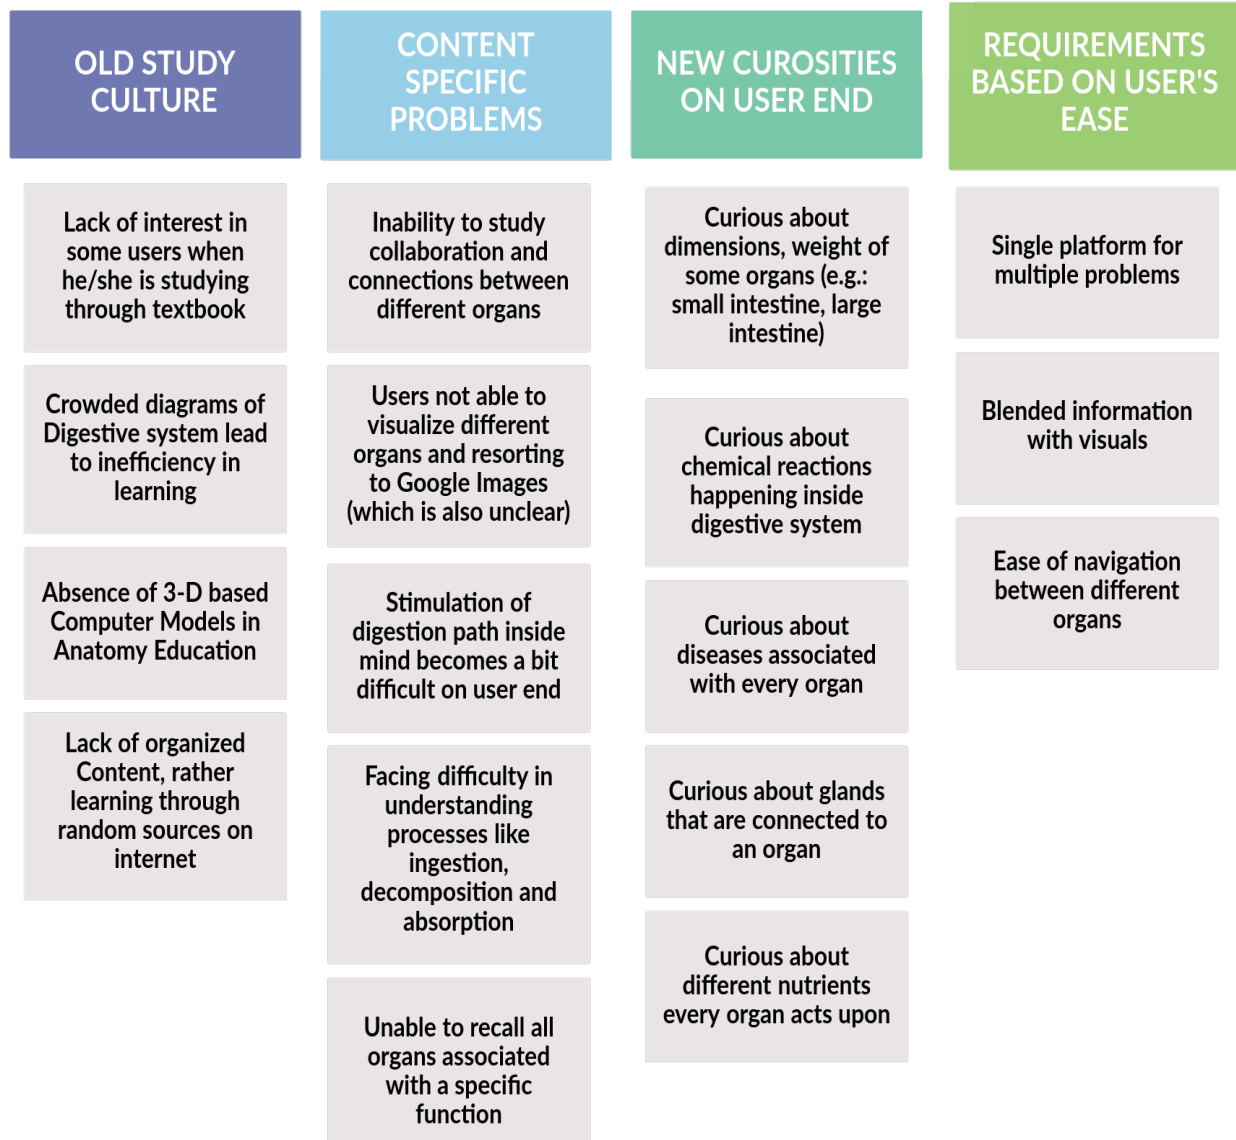 OLD STUDY
CULTURE
Lack of interest in
some users when
he/she is studying
through textbook
Crowded diagrams of
Digestive system lead
to inefficiency in
learning
Absence of 3-D based
Computer Models in
Anatomy Education
Lack of organized
Content, rather
learning through
random sources on
internet
CONTENT
SPECIFIC
PROBLEMS
Inability to study
collaboration and
connections between
different organs
Users not able to
visualize different
organs and resorting
to Google Images
(which is also unclear)
Stimulation of
digestion path inside
mind becomes a bit
difficult on user end
Facing difficulty in
understanding
processes like
ingestion,
decomposition and
absorption
Unable to recall all
organs associated
with a specific
function
NEW CUROSITIES
ON USER END
Curious about
dimensions, weight of
some organs (e.g.:
small intestine, large
intestine)
Curious about
chemical reactions
happening inside
digestive system
Curious about
diseases associated
with every organ
Curious about glands
that are connected to
an organ
Curious about
different nutrients
every organ acts upon
REQUIREMENTS
BASED ON USER'S
EASE
Single platform for
multiple problems
Blended information
with visuals
Ease of navigation
between different
organs